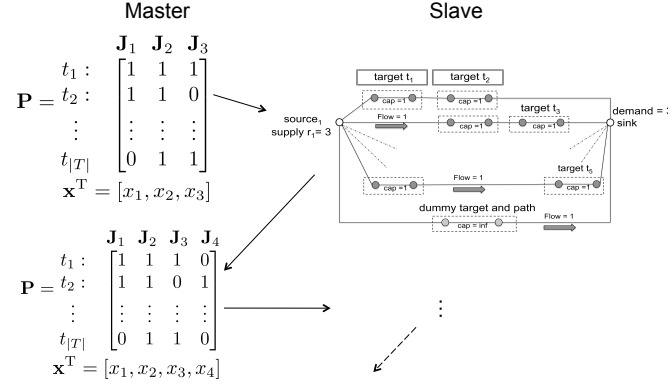 Master
Slave
J₁ J₂ J₃
t₁ : 1 1 1
P = t₂ : 1 1 0
⋮ ⋮ ⋮ ⋮
t|T| 0 1 1
xᵀ = [x₁, x₂, x₃]
target t₁ target t₂
cap =1 cap =1
source₁
supply r₁= 3
Flow = 1
target t₃
cap =1 cap =1
demand = 3
sink
target t₅
cap =1 Flow = 1 cap =1
dummy target and path
cap = inf Flow = 1
J₁ J₂ J₃ J₄
t₁ : 1 1 1 0
P = t₂ : 1 1 0 1
⋮ ⋮ ⋮ ⋮ ⋮
t|T| 0 1 1 0
xᵀ = [x₁, x₂, x₃, x₄]
⋮